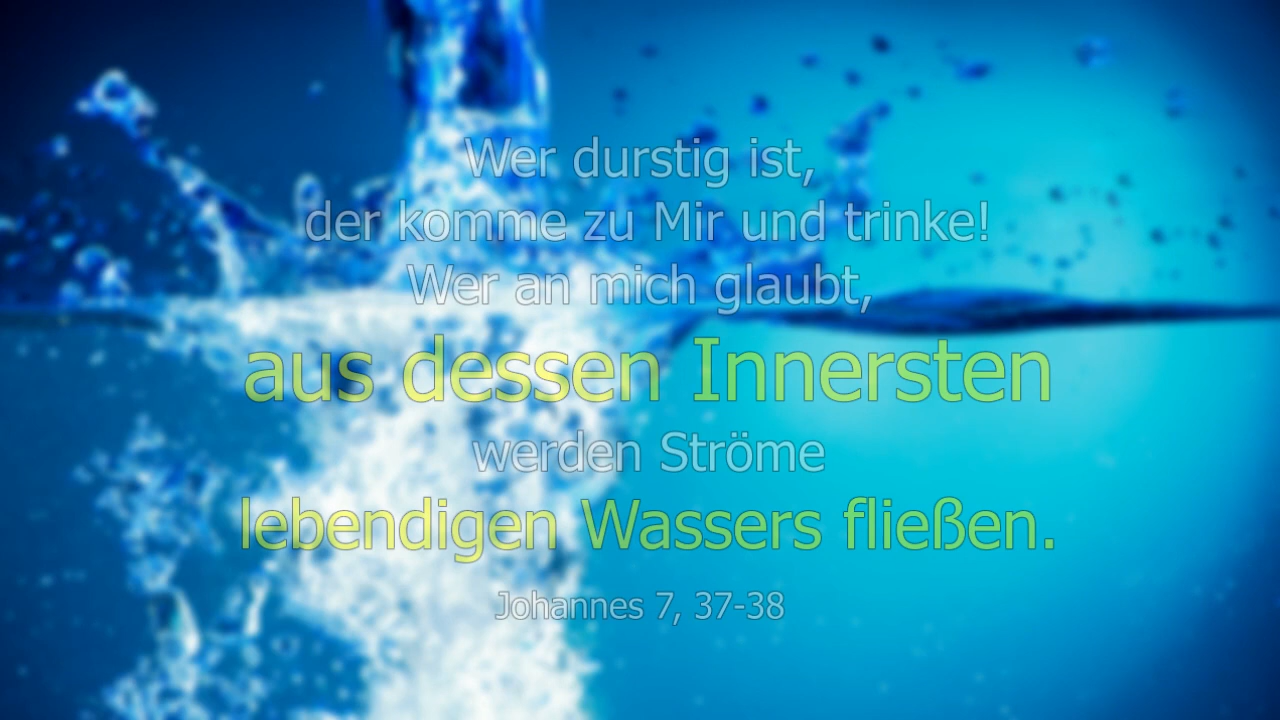 Wer durstig ist,
der komme zu Mir und trinke!
Wer an mich glaubt,
aus dessen Innersten
werden Ströme
lebendigen Wassers fließen.
Johannes 7, 37-38